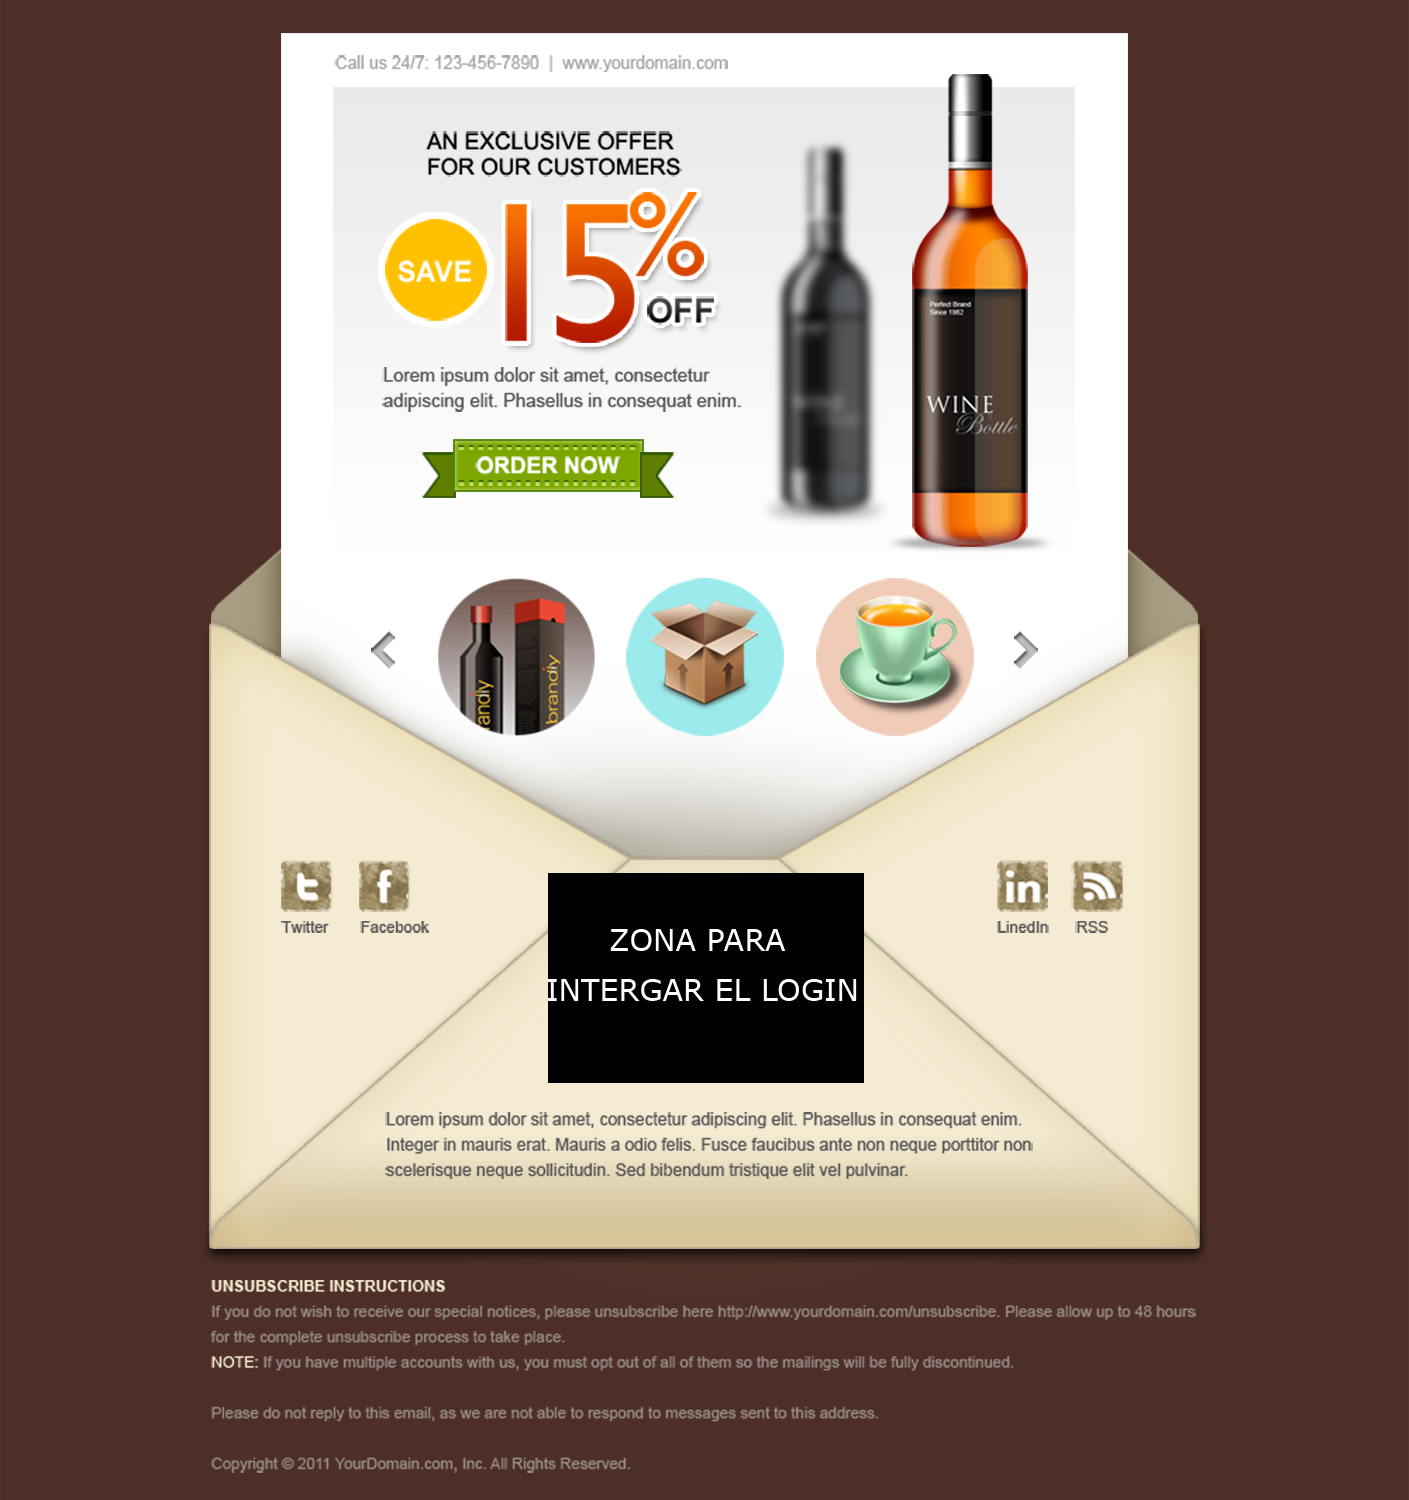 Call us 24/7: 123-456-7890 | www.yourdomain.com
AN EXCLUSIVE OFFER
FOR OUR CUSTOMERS
SAVE
15%
OFF
Lorem ipsum dolor sit amet, consectetur
adipiscing elit. Phasellus in consequat enim.
ORDER NOW
Perfect Brand
Since 1982
WINE
Bottle
andiy
brandiy
Twitter
Facebook
LinedIn
RSS
ZONA PARA
INTERGAR EL LOGIN
Lorem ipsum dolor sit amet, consectetur adipiscing elit. Phasellus in consequat enim.
Integer in mauris erat. Mauris a odio felis. Fusce faucibus ante non neque porttitor non
scelerisque neque sollicitudin. Sed bibendum tristique elit vel pulvinar.
UNSUBSCRIBE INSTRUCTIONS
If you do not wish to receive our special notices, please unsubscribe here http://www.yourdomain.com/unsubscribe. Please allow up to 48 hours
for the complete unsubscribe process to take place.
NOTE: If you have multiple accounts with us, you must opt out of all of them so the mailings will be fully discontinued.
Please do not reply to this email, as we are not able to respond to messages sent to this address.
Copyright © 2011 YourDomain.com, Inc. All Rights Reserved.